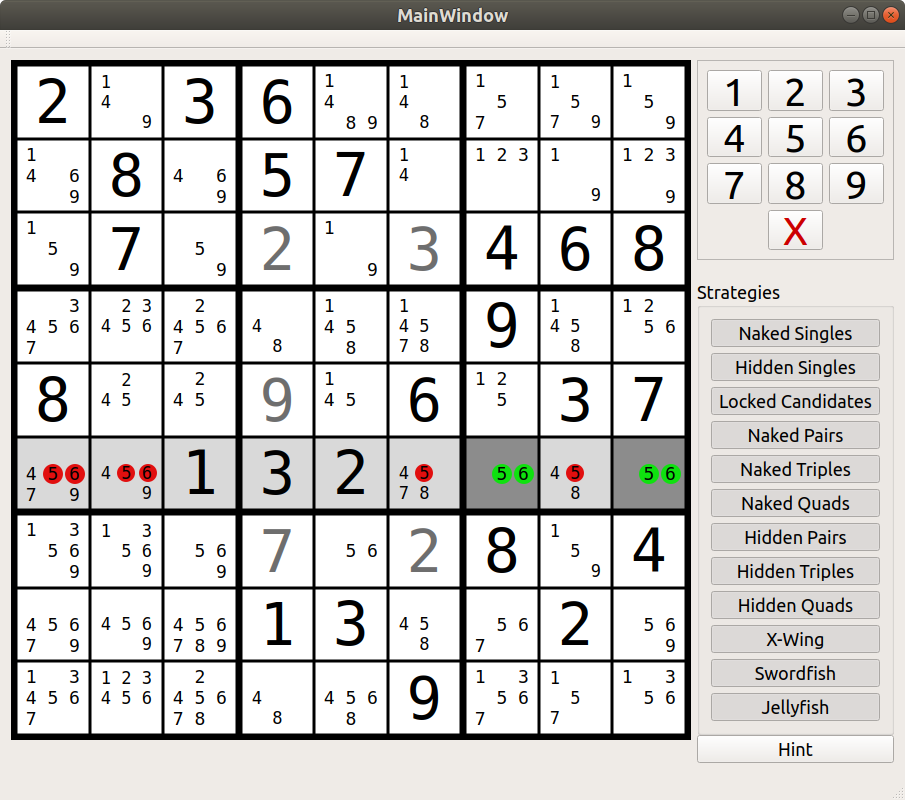 MainWindow
1 1 1 1 1 1
2 4 3 6 4 4 5 5 5
9 8 9 8 7 7 9 9
1 1 1 2 3 1 1 2 3
4 6 8 4 6 5 7 4
9 9 9 9
1 1
5 7 5 2 3 4 6 8
9 9 9
3 2 3 2 1 1 1 1 2
4 5 6 4 5 6 4 5 6 4 4 5 4 5 9 4 5 5 6
7 7 8 8 7 8 8
2 2 1 1 2
8 4 5 4 5 9 4 5 6 5 3 7
4 5 6 4 5 6 1 3 2 4 5 5 6 4 5 5 6
7 9 9 7 8 8
1 3 1 3 1
5 6 5 6 5 6 7 5 6 2 8 5 4
9 9 9 9
4 5 6 4 5 6 4 5 6 1 3 4 5 5 6 2 5 6
7 9 9 7 8 9 8 7 9
1 3 1 2 3 2 1 3 1 1 3
4 5 6 4 5 6 4 5 6 4 4 5 6 9 5 6 5 5 6
7 7 8 8 8 7 7
1 2 3
4 5 6
7 8 9
X
Strategies
Naked Singles
Hidden Singles
Locked Candidates
Naked Pairs
Naked Triples
Naked Quads
Hidden Pairs
Hidden Triples
Hidden Quads
X-Wing
Swordfish
Jellyfish
Hint